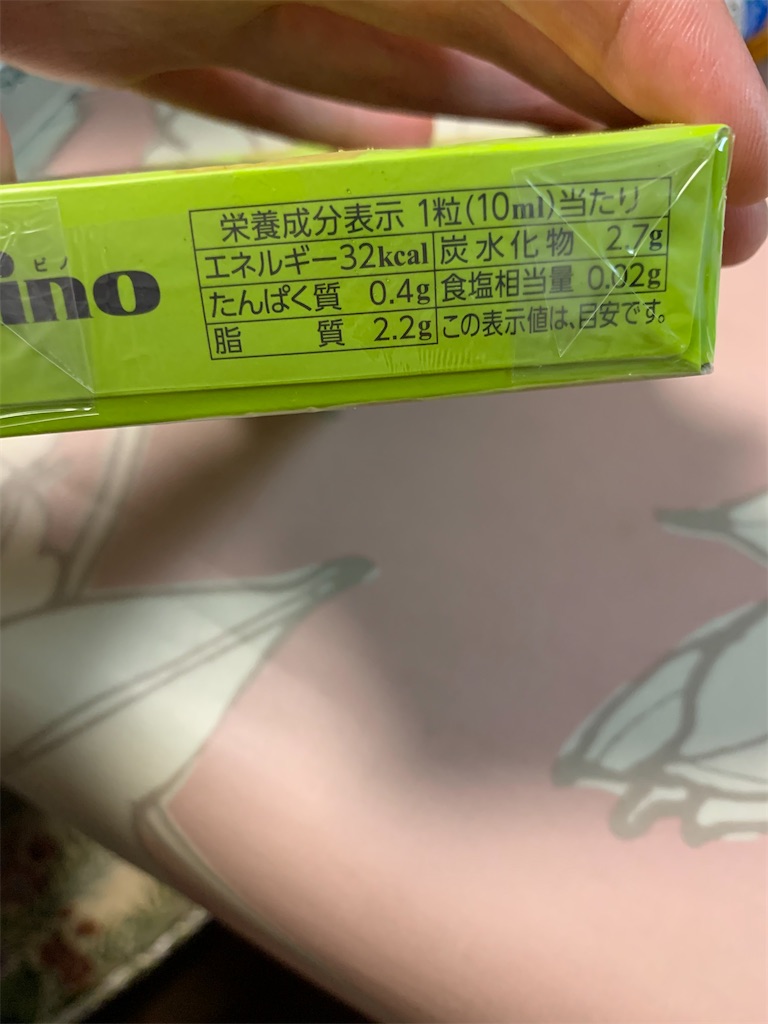 ピノ
ino
栄養成分表示 1粒(10ml)当たり
エネルギー32kcal 炭水化物 2.7g
たんぱく質 0.4g 食塩相当量 0.02g
脂質 2.2g この表示値は、目安です。